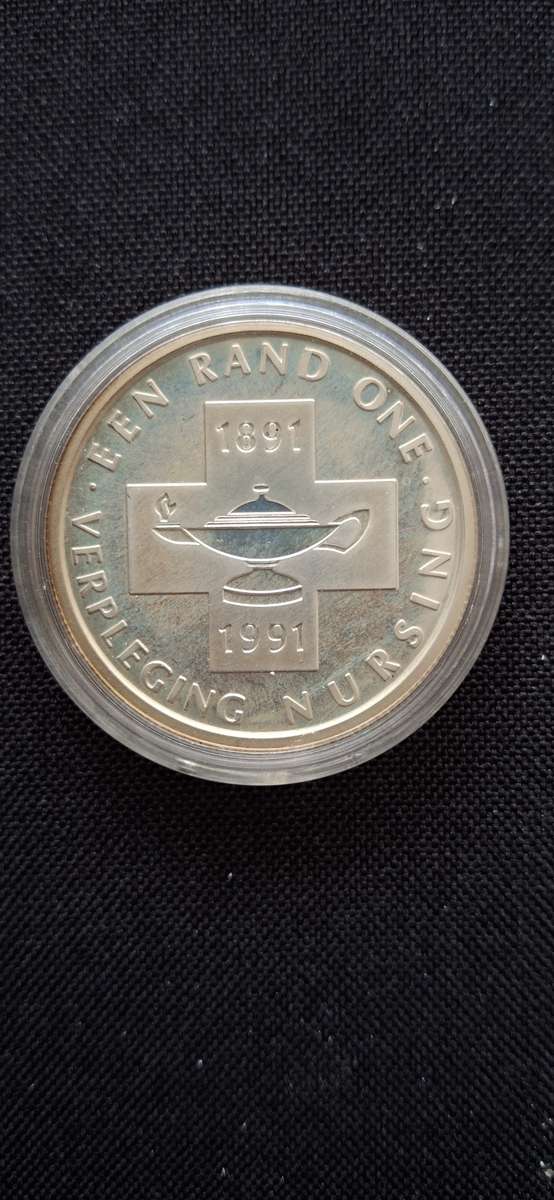 EEN RAND ONE
1891
1991
VERPLEGING NURSING